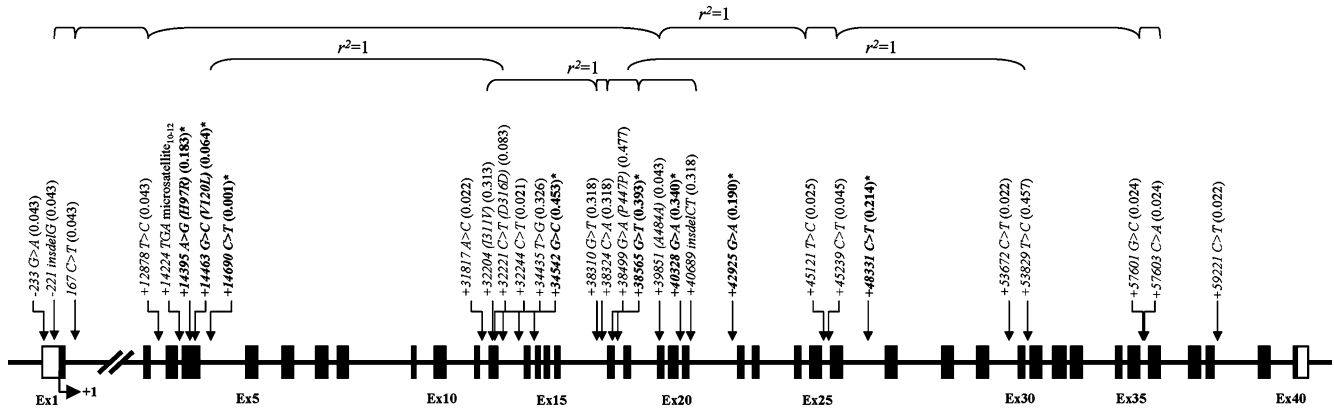 r²=1
r²=1
r²=1
r²=1
-233 G>A (0.043)
-221 insdelG (0.043)
167 C>T (0.043)
+12878 T>C (0.043)
+14224 TGA microsatellite₁₀₋₁₂
+14395 A>G (H97R) (0.183)*
+14463 G>C (V120L) (0.064)*
+14690 C>T (0.001)*
+31817 A>C (0.022)
+32204 (I311V) (0.313)
+32221 C>T (D316D) (0.083)
+32244 C>T (0.021)
+34435 T>G (0.326)
+34542 G>C (0.453)*
+38310 G>T (0.318)
+38324 C>A (0.318)
+38499 G>A (P447P) (0.477)
+38565 G>T (0.393)*
+39851 (A484A) (0.043)
+40328 G>A (0.340)*
+40689 insdelCT (0.318)
+42925 G>A (0.190)*
+45121 T>C (0.025)
+45239 C>T (0.045)
+48331 C>T (0.214)*
+53672 C>T (0.022)
+53829 T>C (0.457)
+57601 G>C (0.024)
+57603 C>A (0.024)
+59221 C>T (0.022)
+1
Ex1 Ex5 Ex10 Ex15 Ex20 Ex25 Ex30 Ex35 Ex40